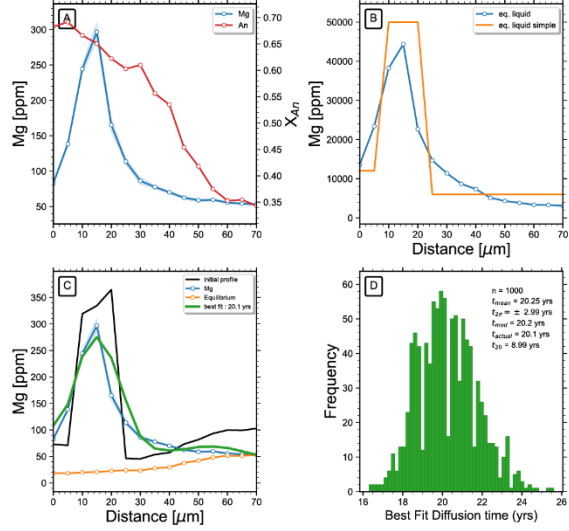 A
Mg
An
300
250
200
150
100
50
0.70
0.65
0.60
0.55
0.50
0.45
0.40
0.35
Mg [ppm]
X_An
0 10 20 30 40 50 60 70
B
eq. liquid
eq. liquid simple
50000
40000
30000
20000
10000
0
Mg [ppm]
0 10 20 30 40 50 60 70
Distance [μm]
C
initial profile
Mg
Equilibrium
best fit : 20.1 yrs
400
350
300
250
200
150
100
50
0
Mg [ppm]
0 10 20 30 40 50 60 70
Distance [μm]
D
n = 1000
t_mean = 20.25 yrs
t_2σ = ± 2.99 yrs
t_med = 20.2 yrs
t_actual = 20.1 yrs
t_20 = 8.99 yrs
60
50
40
30
20
10
0
Frequency
16 18 20 22 24 26
Best Fit Diffusion time (yrs)